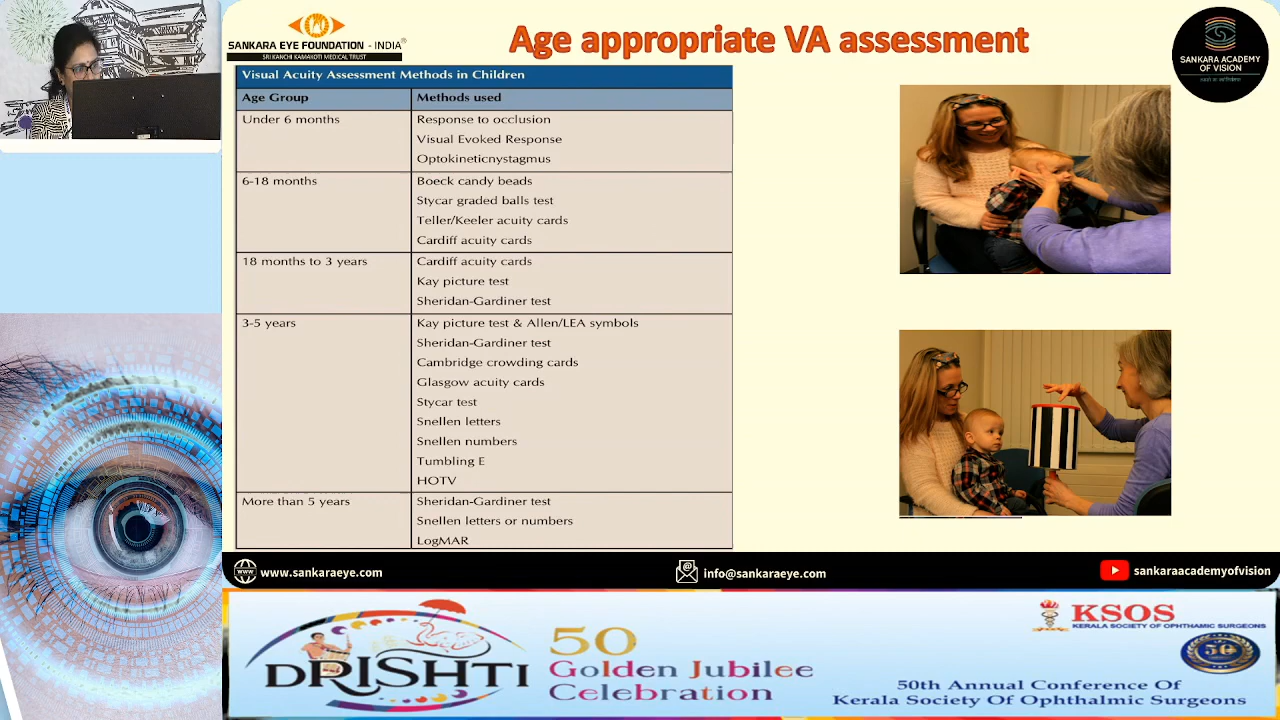 SANKARA EYE FOUNDATION - INDIA®
SRI KANCHI KAMAKOTI MEDICAL TRUST
Age appropriate VA assessment
SANKARA ACADEMY
OF VISION
Visual Acuity Assessment Methods in Children
Age Group Methods used
Under 6 months Response to occlusion
Visual Evoked Response
Optokineticnystagmus
6-18 months Boeck candy beads
Stycar graded balls test
Teller/Keeler acuity cards
Cardiff acuity cards
18 months to 3 years Cardiff acuity cards
Kay picture test
Sheridan-Gardiner test
3-5 years Kay picture test & Allen/LEA symbols
Sheridan-Gardiner test
Cambridge crowding cards
Glasgow acuity cards
Stycar test
Snellen letters
Snellen numbers
Tumbling E
HOTV
More than 5 years Sheridan-Gardiner test
Snellen letters or numbers
LogMAR
www.sankaraeye.com
info@sankaraeye.com
sankaraacademyofvision
DRISHTI
50
Golden Jubilee
Celebration
KSOS
KERALA SOCIETY OF OPHTHAMIC SURGEONS
50
50th Annual Conference Of
Kerala Society Of Ophthalmic Surgeons